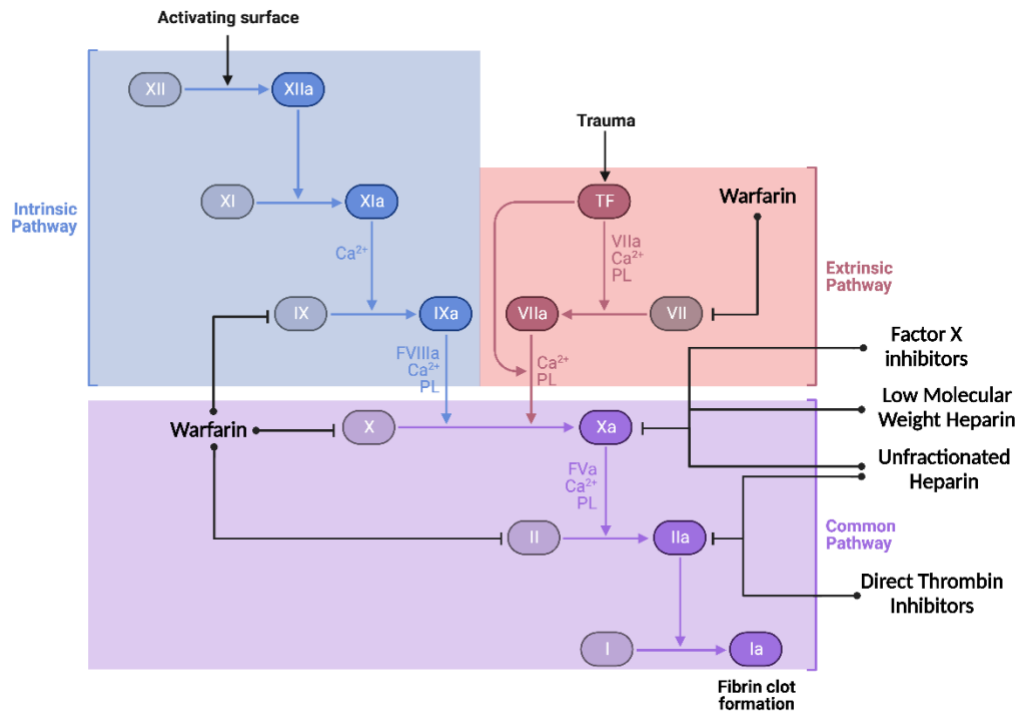 Activating surface
XII
XIIa
Trauma
XI
XIa
TF
Warfarin
Intrinsic
Pathway
Ca²⁺
VIIa
Ca²⁺
PL
Extrinsic
Pathway
IX
IXa
VIIa
VII
FVIIIa
Ca²⁺
PL
Ca²⁺
PL
Factor X
inhibitors
Low Molecular
Weight Heparin
Warfarin
X
Xa
Unfractionated
Heparin
FVa
Ca²⁺
PL
Common
Pathway
II
IIa
Direct Thrombin
Inhibitors
I
Ia
Fibrin clot
formation